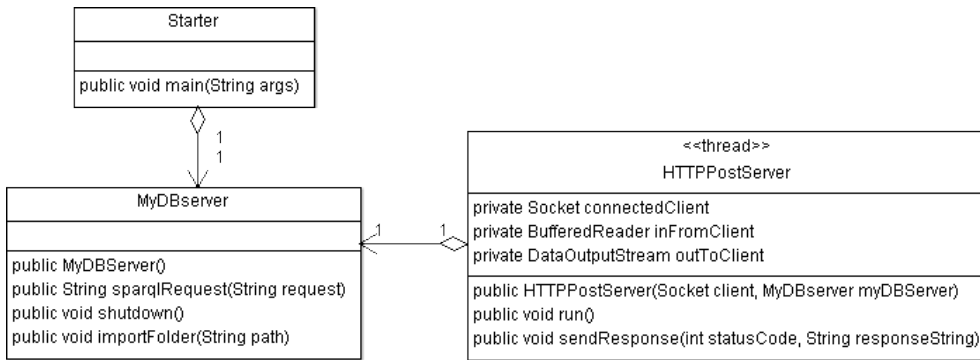 Starter
public void main(String args)
1
1
MyDBserver
public MyDBServer()
public String sparqlRequest(String request)
public void shutdown()
public void importFolder(String path)
1
1
<<thread>>
HTTPPostServer
private Socket connectedClient
private BufferedReader inFromClient
private DataOutputStream outToClient
public HTTPPostServer(Socket client, MyDBserver myDBServer)
public void run()
public void sendResponse(int statusCode, String responseString)